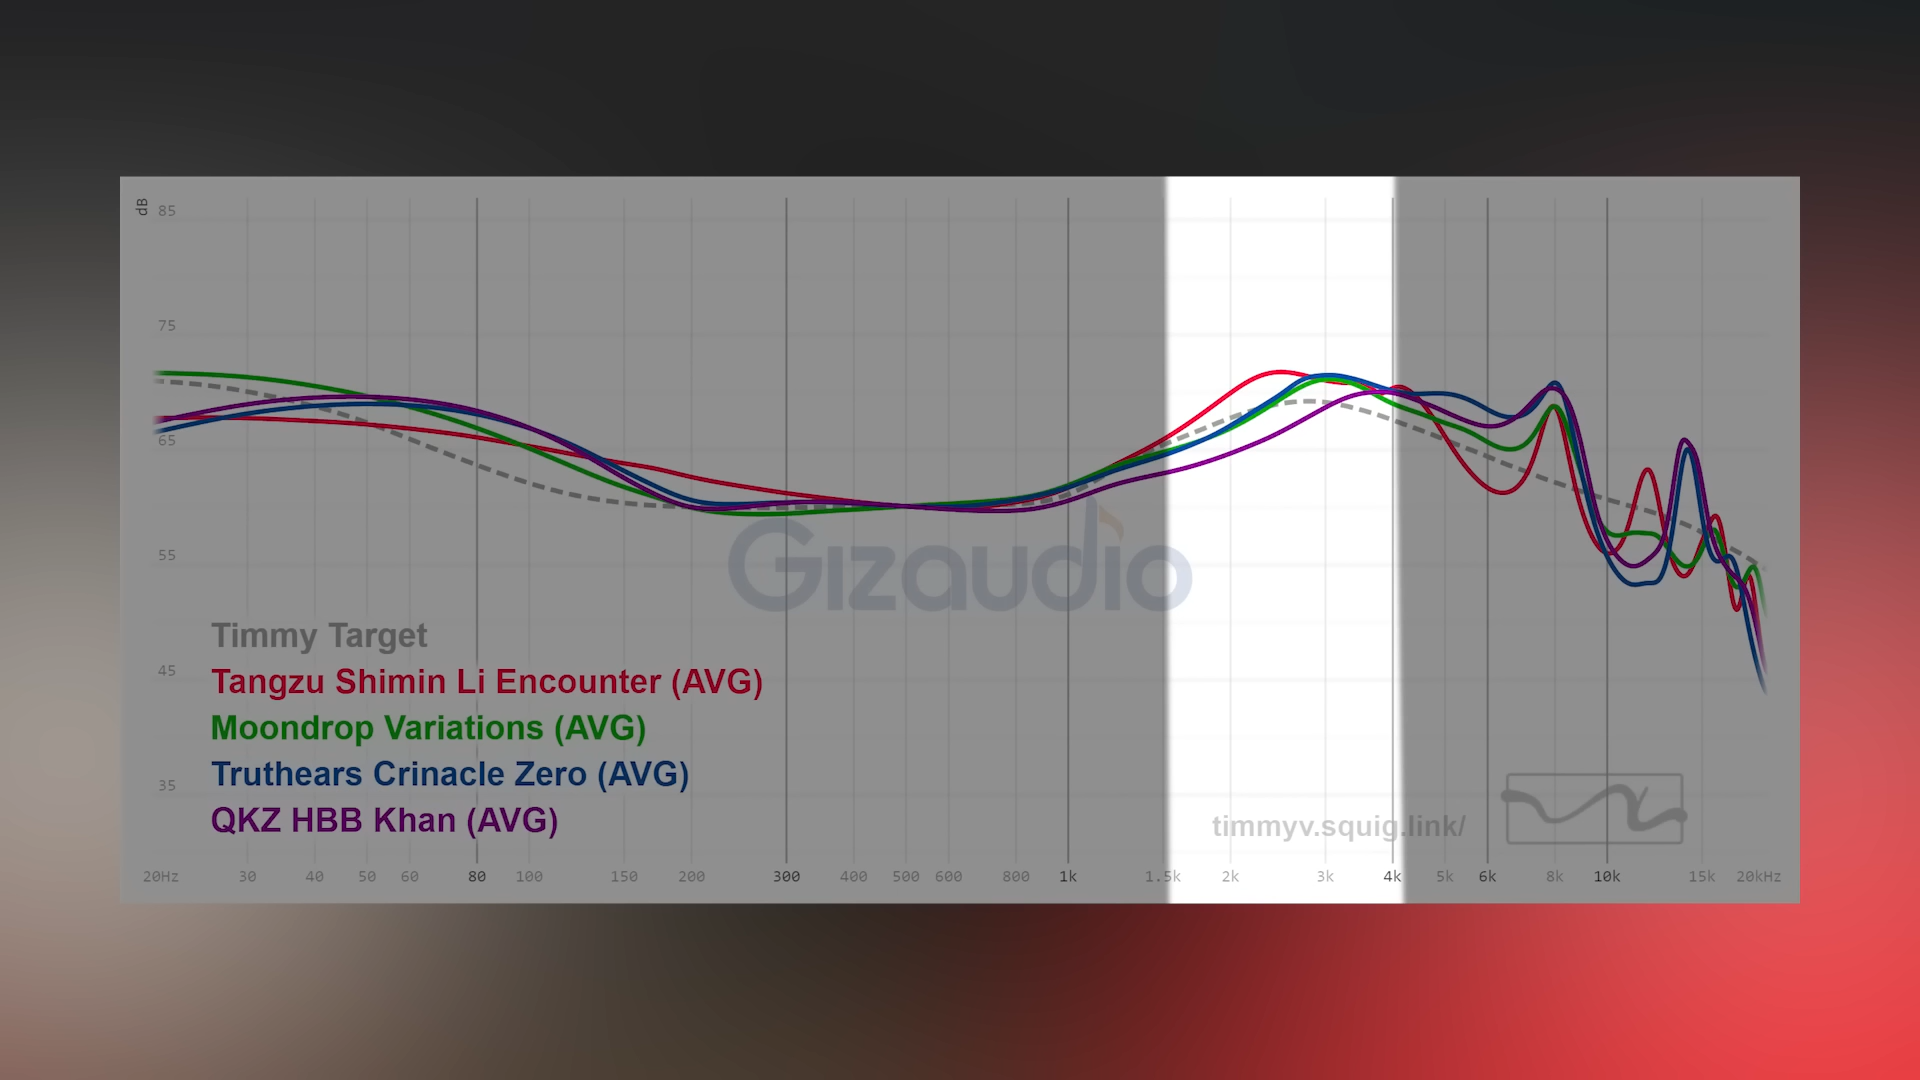 dB
85
75
65
55
45
35
Gizaudio
Timmy Target
Tangzu Shimin Li Encounter (AVG)
Moondrop Variations (AVG)
Truthears Crinacle Zero (AVG)
QKZ HBB Khan (AVG)
timmyv.squig.link/
20Hz 30 40 50 60 80 100 150 200 300 400 500 600 800 1k 1.5k 2k 3k 4k 5k 6k 8k 10k 15k 20kHz